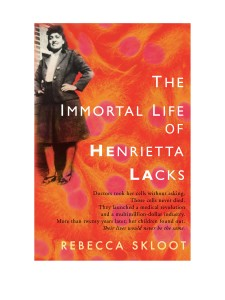 THE
IMMORTAL LIFE
OF
HENRIETTA
LACKS
Doctors took her cells without asking.
Those cells never died.
They launched a medical revolution
and a multimillion-dollar industry.
More than twenty years later, her children found out.
Their lives would never be the same.
REBECCA SKLOOT